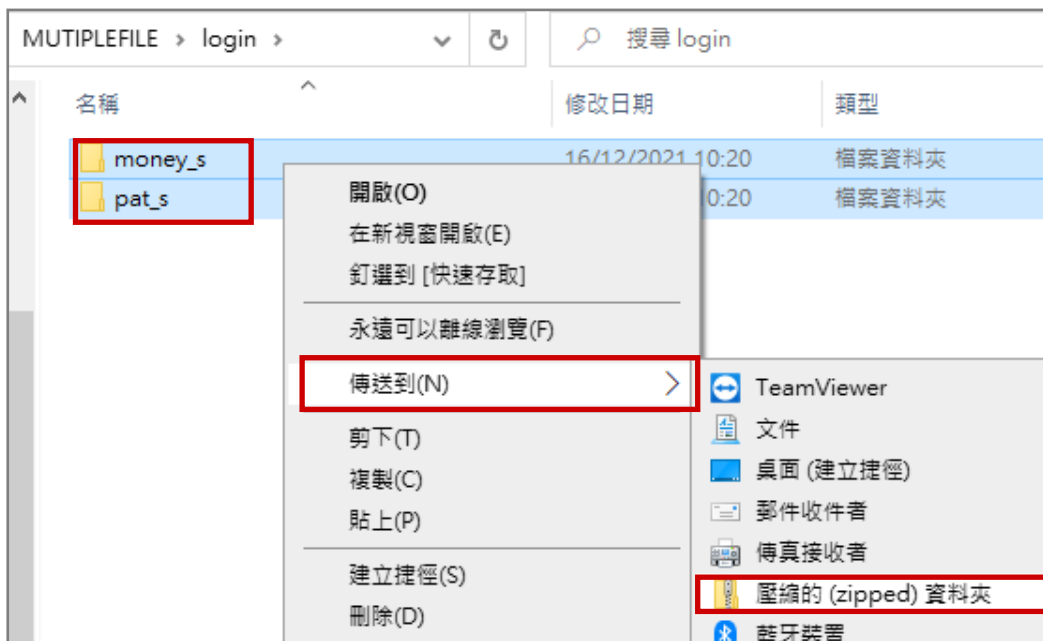 MUTIPLEFILE > login >
搜尋 login
名稱
修改日期
類型
money_s
16/12/2021 10:20
檔案資料夾
pat_s
0:20
檔案資料夾
開啟(O)
在新視窗開啟(E)
釘選到 [快速存取]
永遠可以離線瀏覽(F)
傳送到(N)
剪下(T)
複製(C)
貼上(P)
建立捷徑(S)
刪除(D)
TeamViewer
文件
桌面 (建立捷徑)
郵件收件者
傳真接收者
壓縮的 (zipped) 資料夾
藍牙裝置